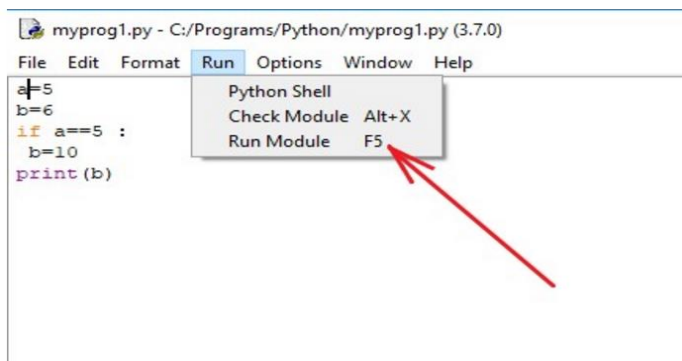 myprog1.py - C:/Programs/Python/myprog1.py (3.7.0)
File Edit Format Run Options Window Help
a=5
b=6
if a==5 :
 b=10
print(b)
Python Shell
Check Module Alt+X
Run Module F5